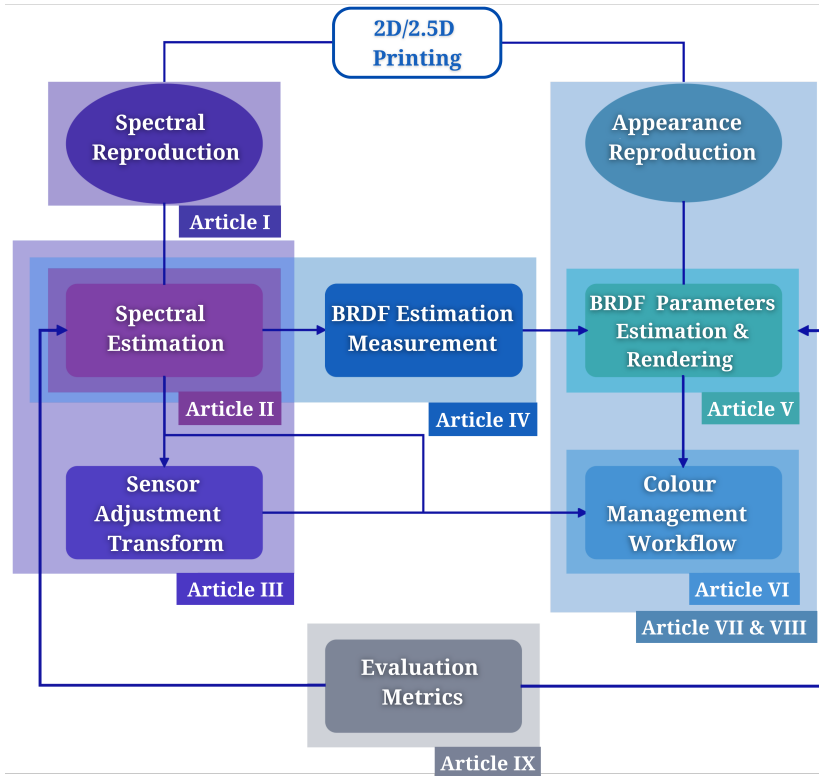 2D/2.5D
Printing
Spectral
Reproduction
Appearance
Reproduction
Article I
Spectral
Estimation
BRDF Estimation
Measurement
BRDF Parameters
Estimation &
Rendering
Article II
Article IV
Article V
Sensor
Adjustment
Transform
Colour
Management
Workflow
Article III
Article VI
Article VII & VIII
Evaluation
Metrics
Article IX